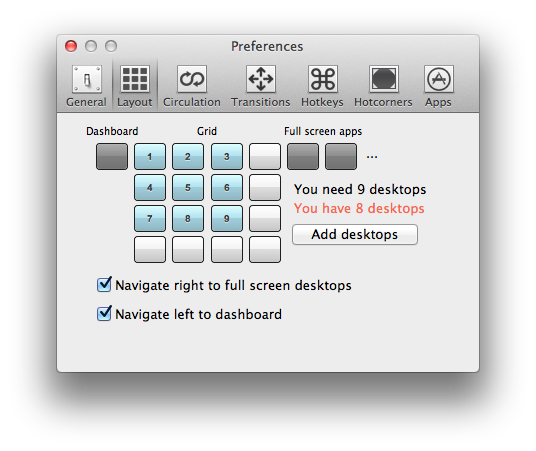 Preferences
General Layout Circulation Transitions Hotkeys Hotcorners Apps
Dashboard Grid Full screen apps
1 2 3 ...
4 5 6
You need 9 desktops
You have 8 desktops
7 8 9
Add desktops
Navigate right to full screen desktops
Navigate left to dashboard